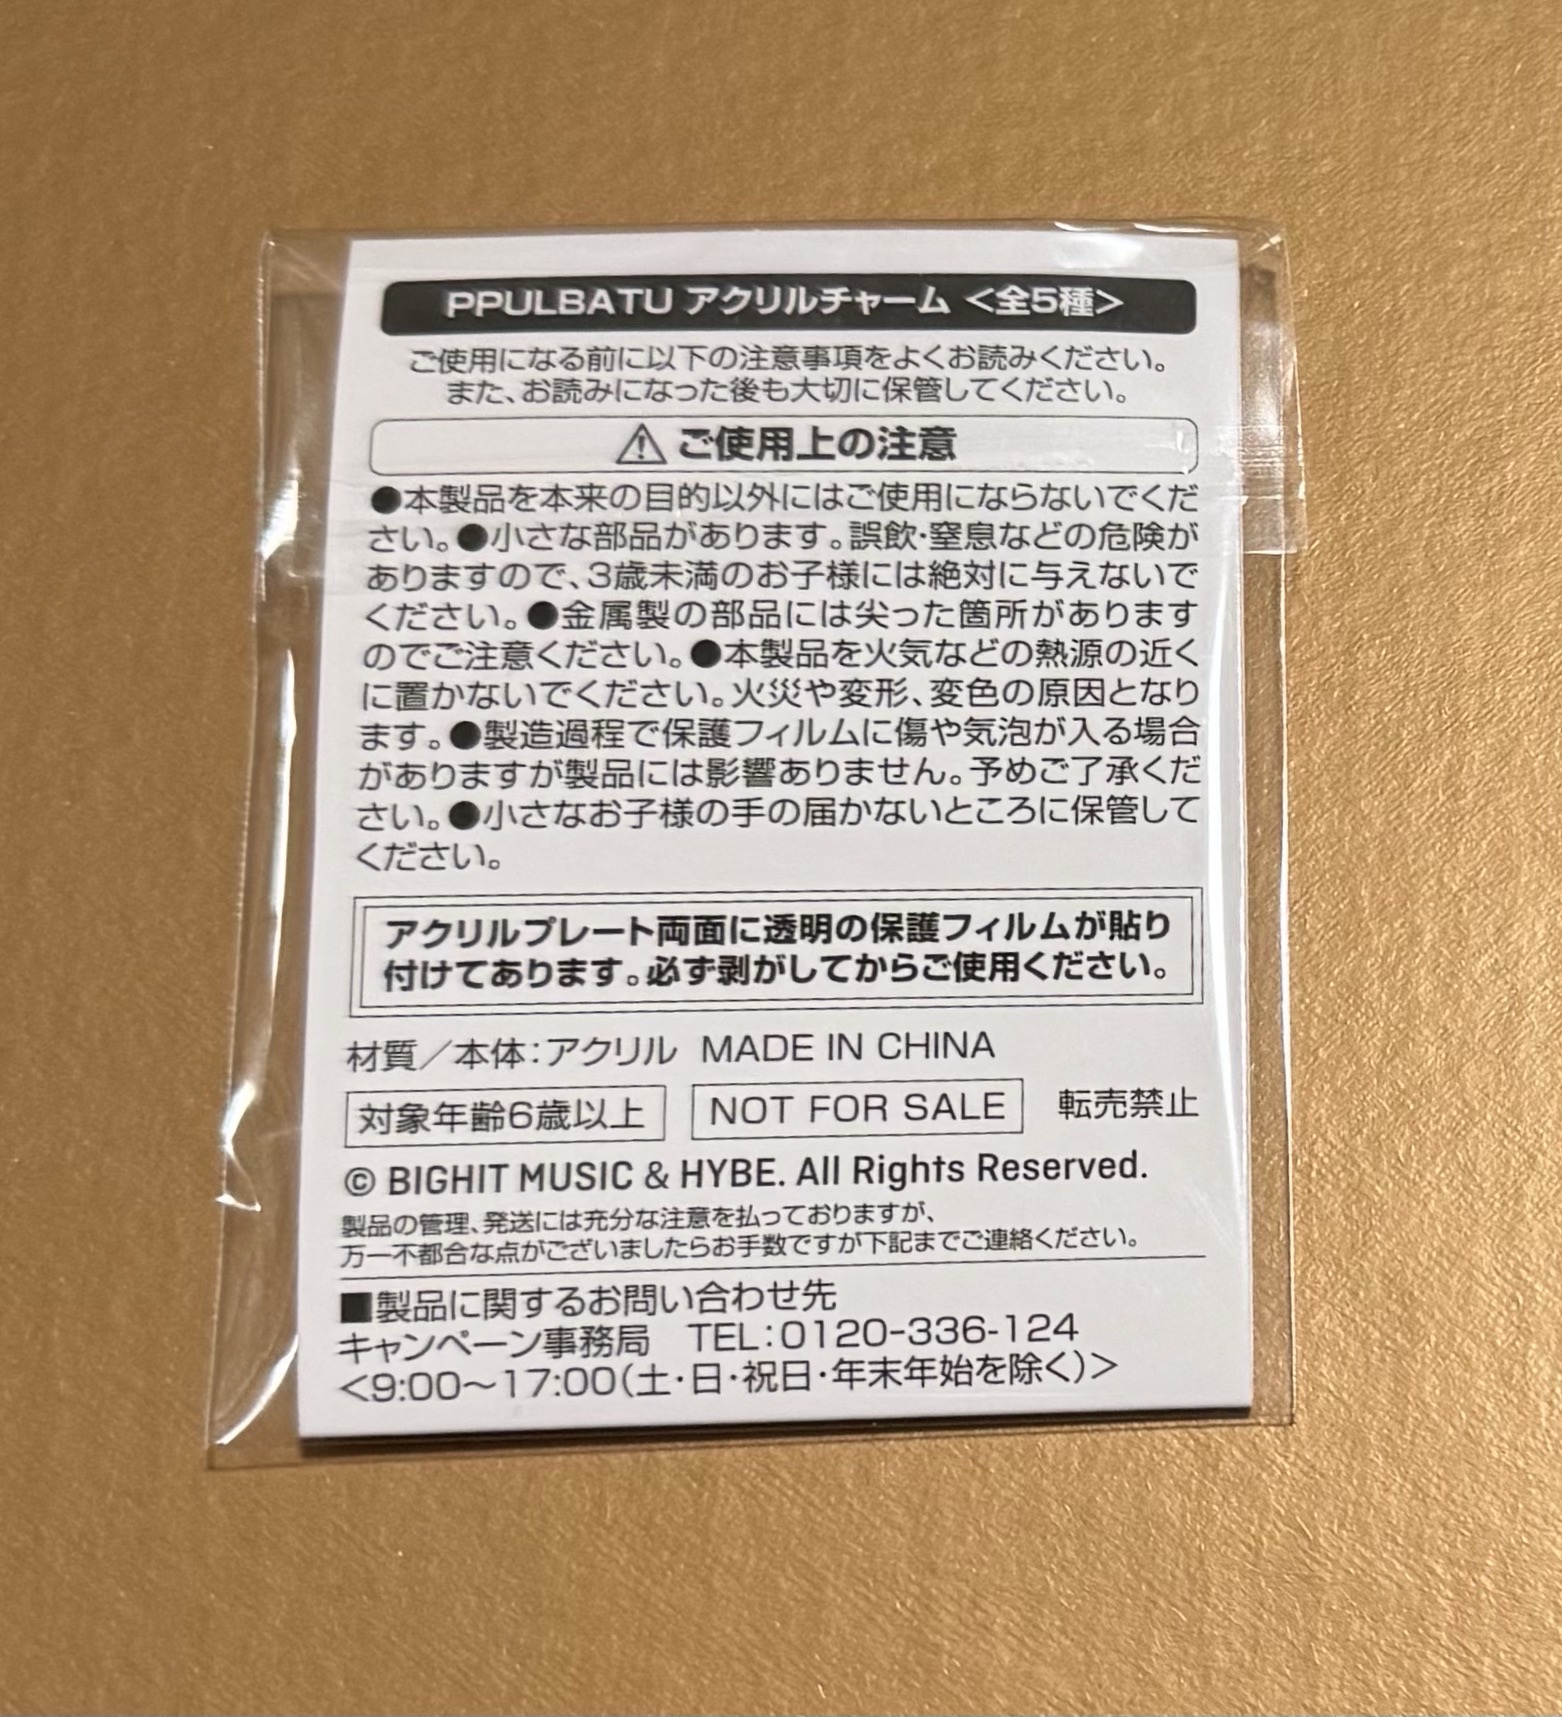 PPULBATU アクリルチャーム <全5種>
ご使用になる前に以下の注意事項をよくお読みください。
また、お読みになった後も大切に保管してください。
⚠ご使用上の注意
●本製品を本来の目的以外にはご使用にならないでくだ
さい。●小さな部品があります。誤飲・窒息などの危険が
ありますので、3歳未満のお子様には絶対に与えないで
ください。●金属製の部品には尖った箇所があります
のでご注意ください。●本製品を火気などの熱源の近く
に置かないでください。火災や変形、変色の原因となり
ます。●製造過程で保護フィルムに傷や気泡が入る場合
がありますが製品には影響ありません。予めご了承くだ
さい。●小さなお子様の手の届かないところに保管して
ください。
アクリルプレート両面に透明の保護フィルムが貼り
付けてあります。必ず剥がしてからご使用ください。
材質/本体:アクリル MADE IN CHINA
対象年齢6歳以上 NOT FOR SALE 転売禁止
© BIGHIT MUSIC & HYBE. All Rights Reserved.
製品の管理、発送には充分な注意を払っておりますが、
万一不都合な点がございましたらお手数ですが下記までご連絡ください。
■製品に関するお問い合わせ先
キャンペーン事務局 TEL:0120-336-124
<9:00～17:00(土・日・祝日・年末年始を除く)>